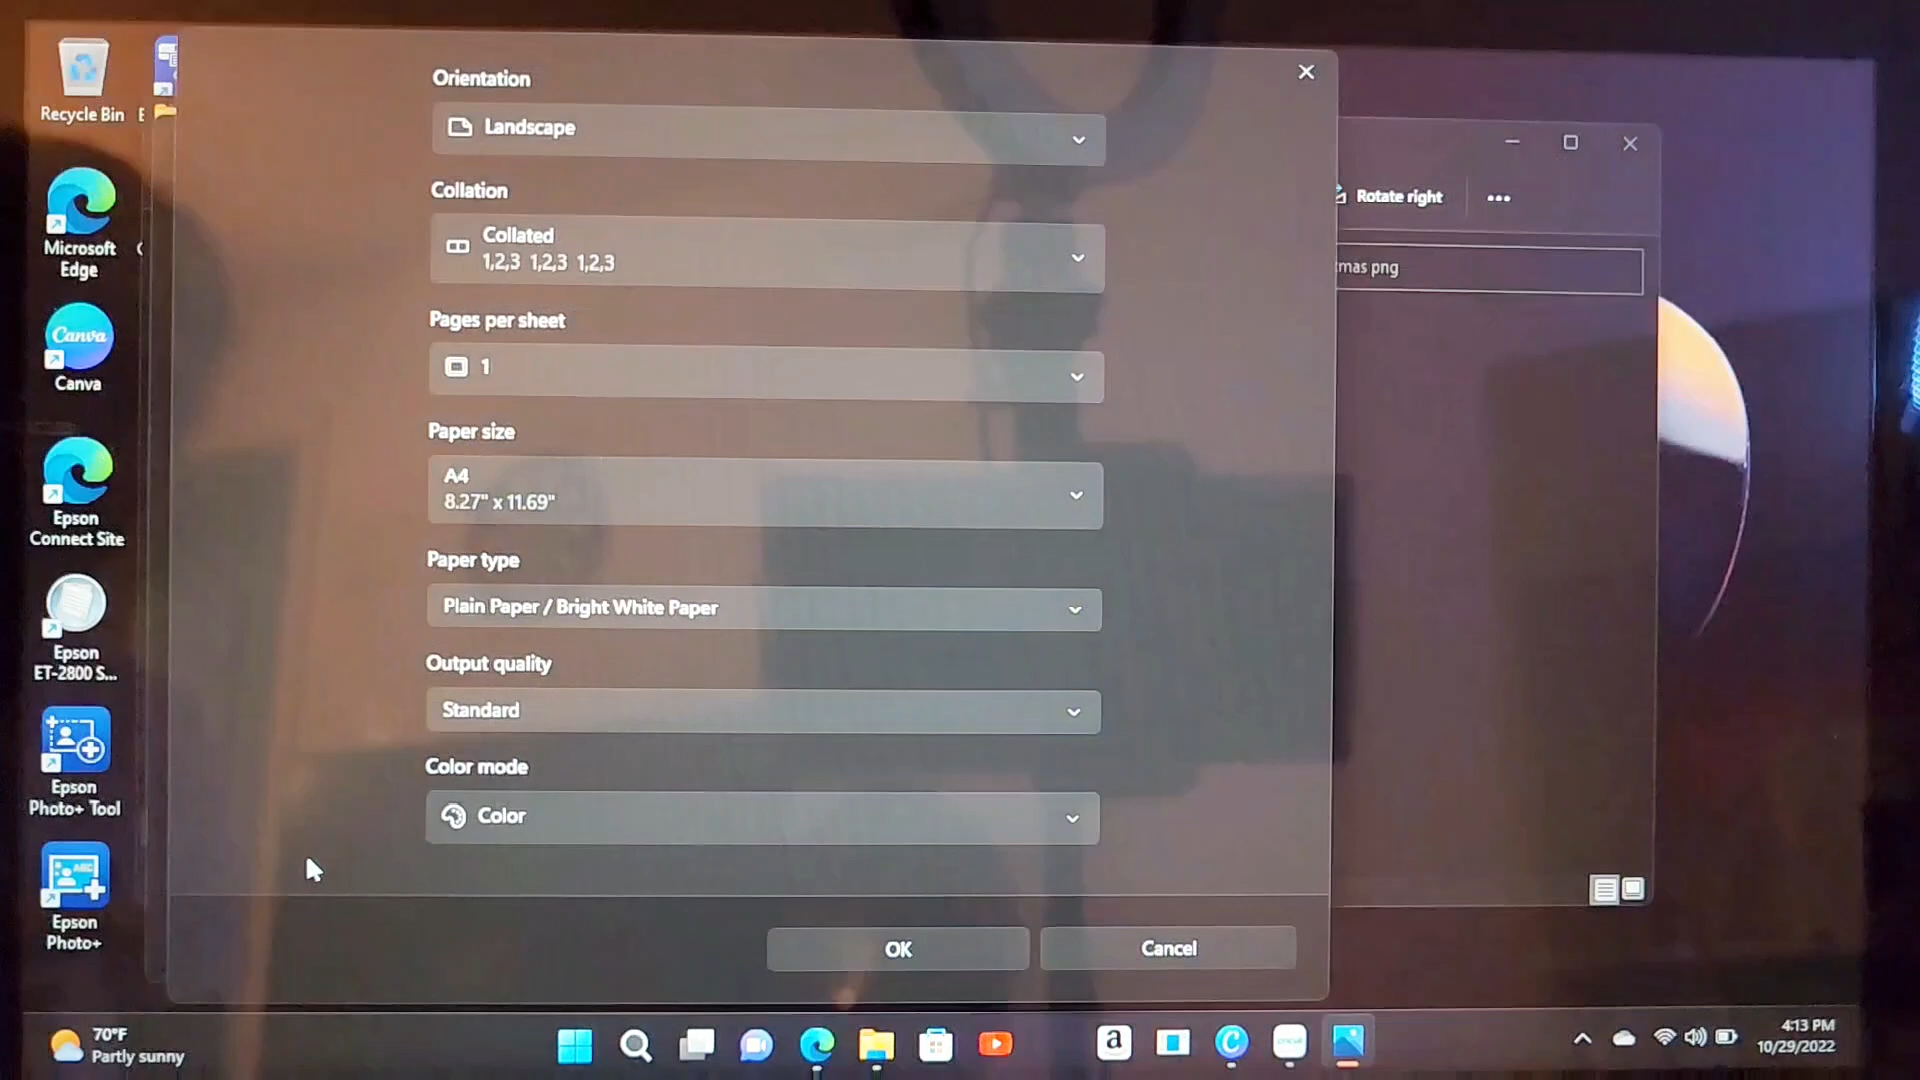 Recycle Bin
E
Microsoft
Edge
Canva
Canva
Epson
Connect Site
Epson
ET-2800 S...
Epson
Photo+ Tool
Epson
Photo+
Orientation
Landscape
Collation
Collated
1,2,3 1,2,3 1,2,3
Pages per sheet
1
Paper size
A4
8.27" x 11.69"
Paper type
Plain Paper / Bright White Paper
Output quality
Standard
Color mode
Color
OK
Cancel
Rotate right
mas png
70°F
Partly sunny
a
cricut
4:13 PM
10/29/2022